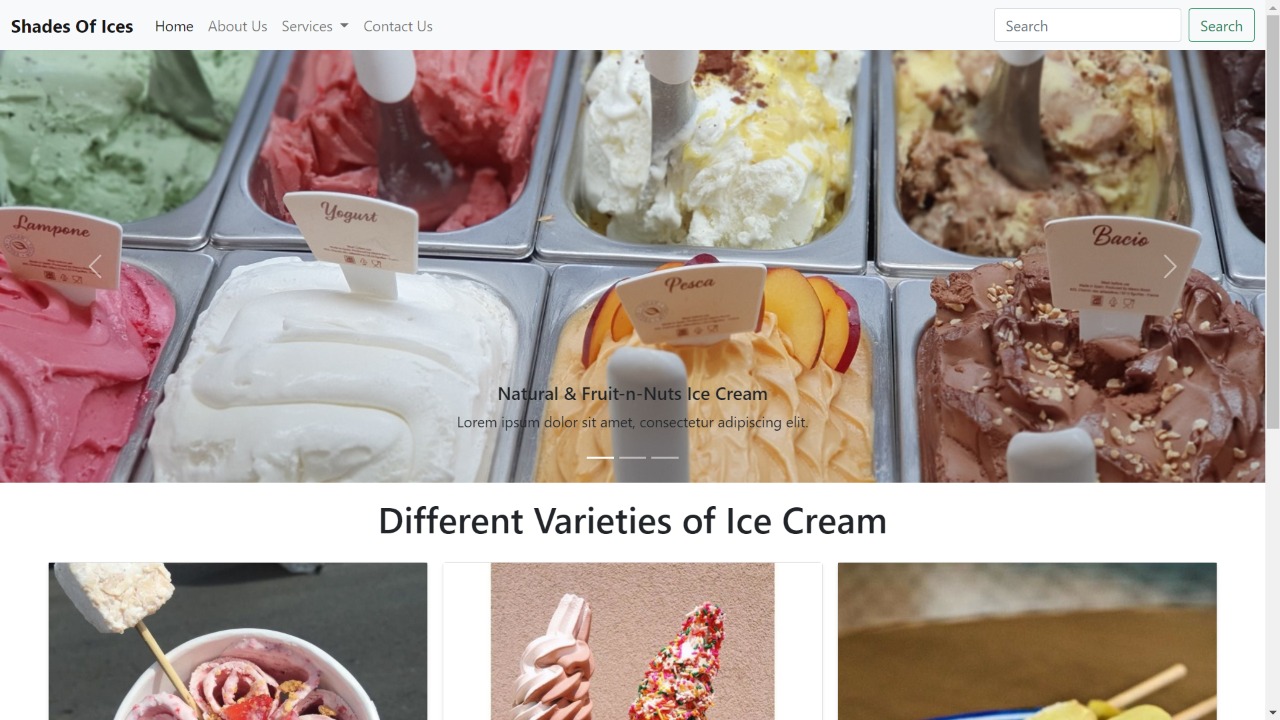 Shades Of Ices
Home
About Us
Services
Contact Us
Search
Search
Lampone
Yogurt
Pesca
Bacio
Natural & Fruit-n-Nuts Ice Cream
Lorem ipsum dolor sit amet, consectetur adipiscing elit.
Different Varieties of Ice Cream